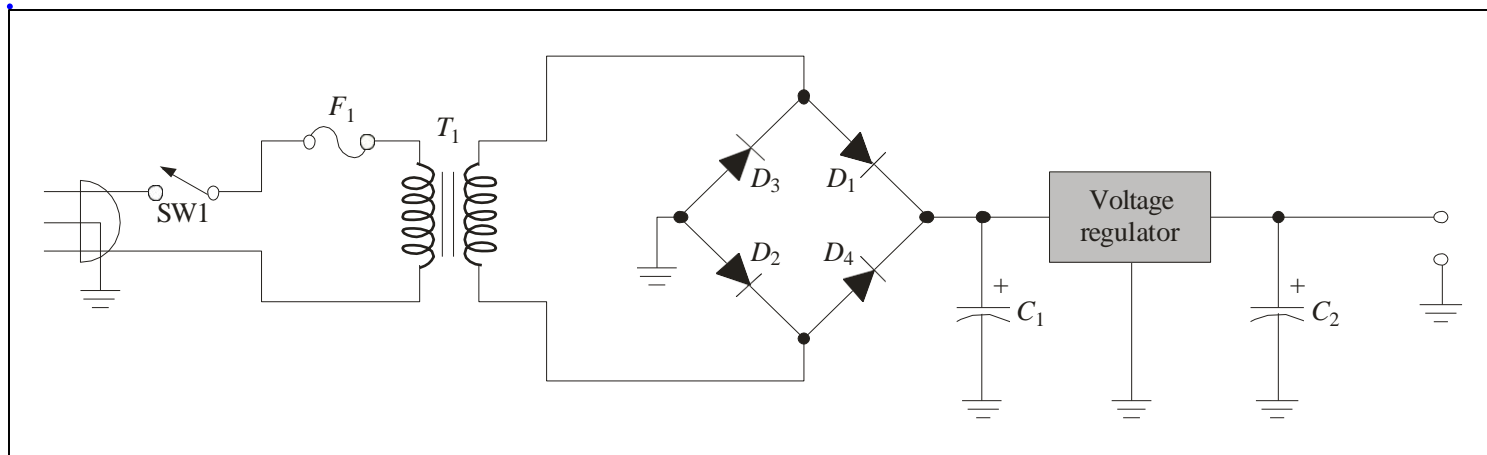 F1
T1
SW1
D3
D1
D2
D4
Voltage
regulator
+
C1
+
C2